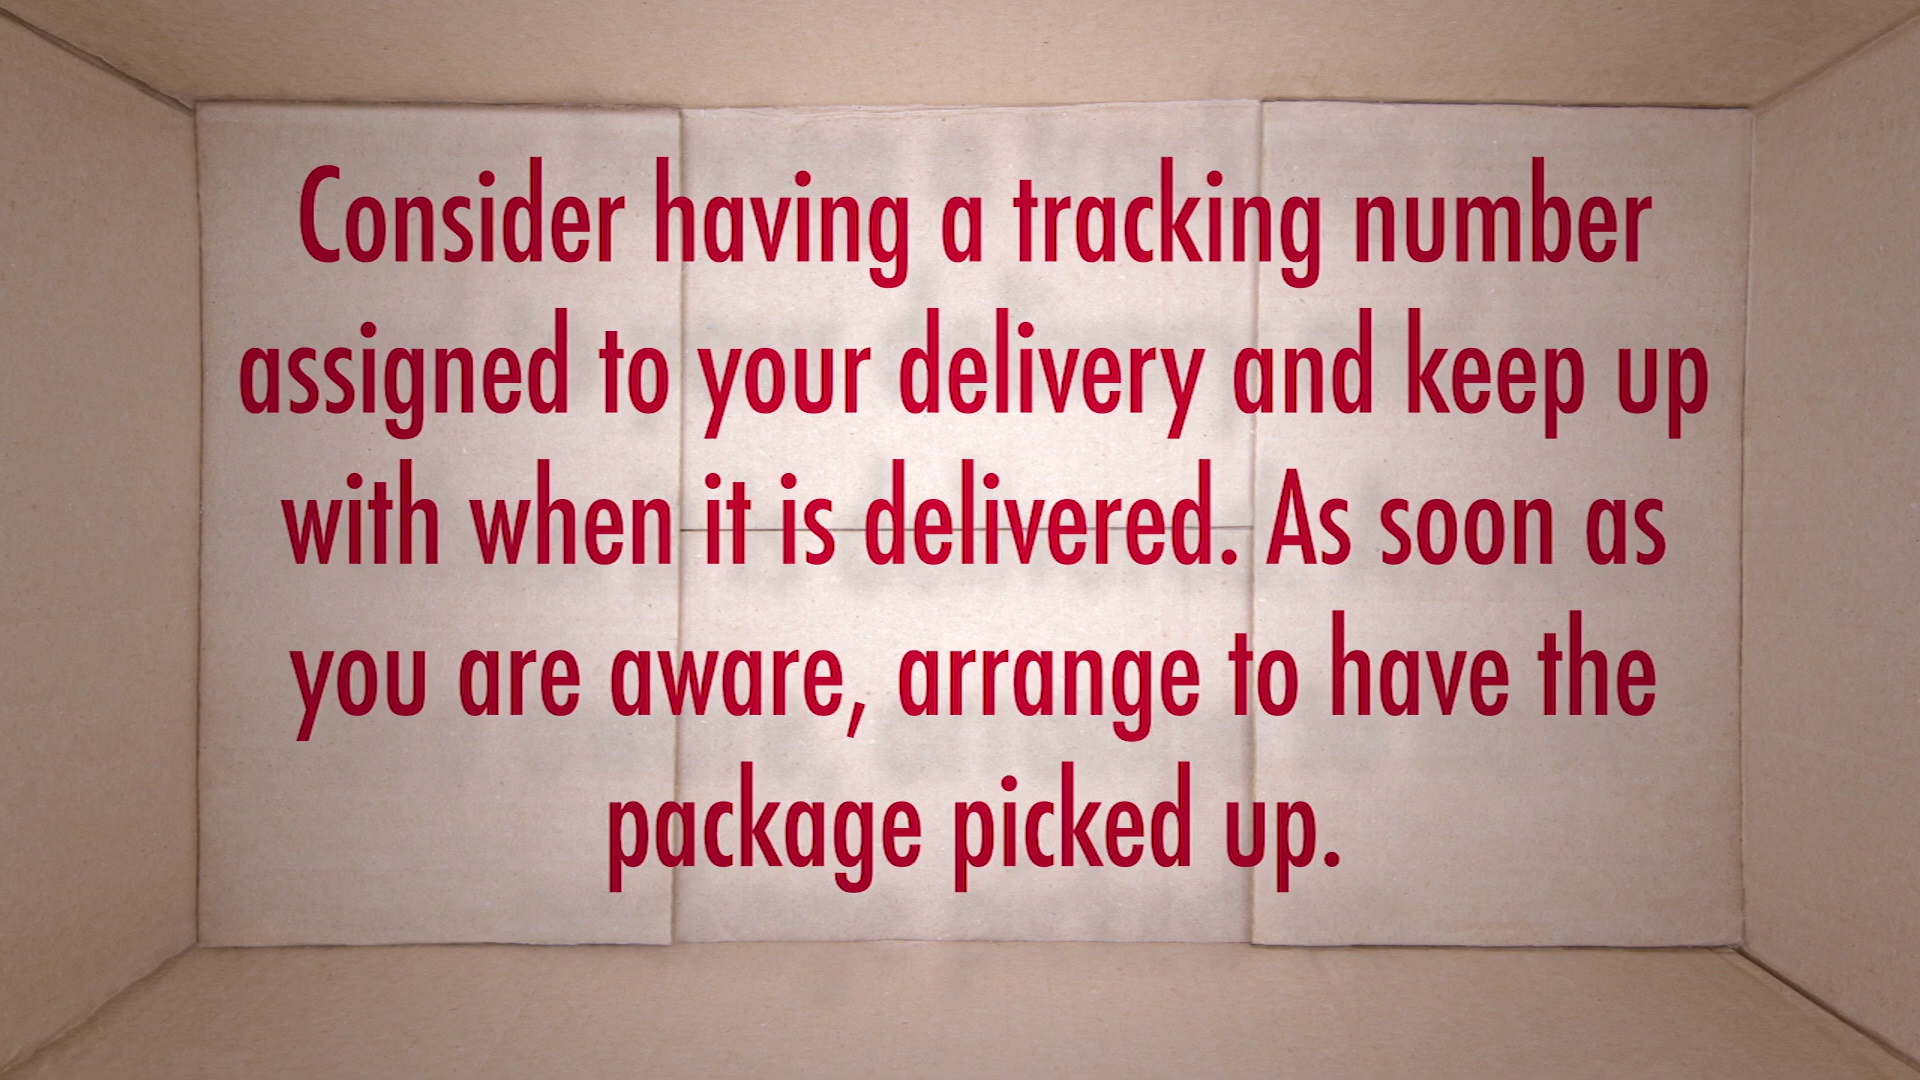 Consider having a tracking number
assigned to your delivery and keep up
with when it is delivered. As soon as
you are aware, arrange to have the
package picked up.